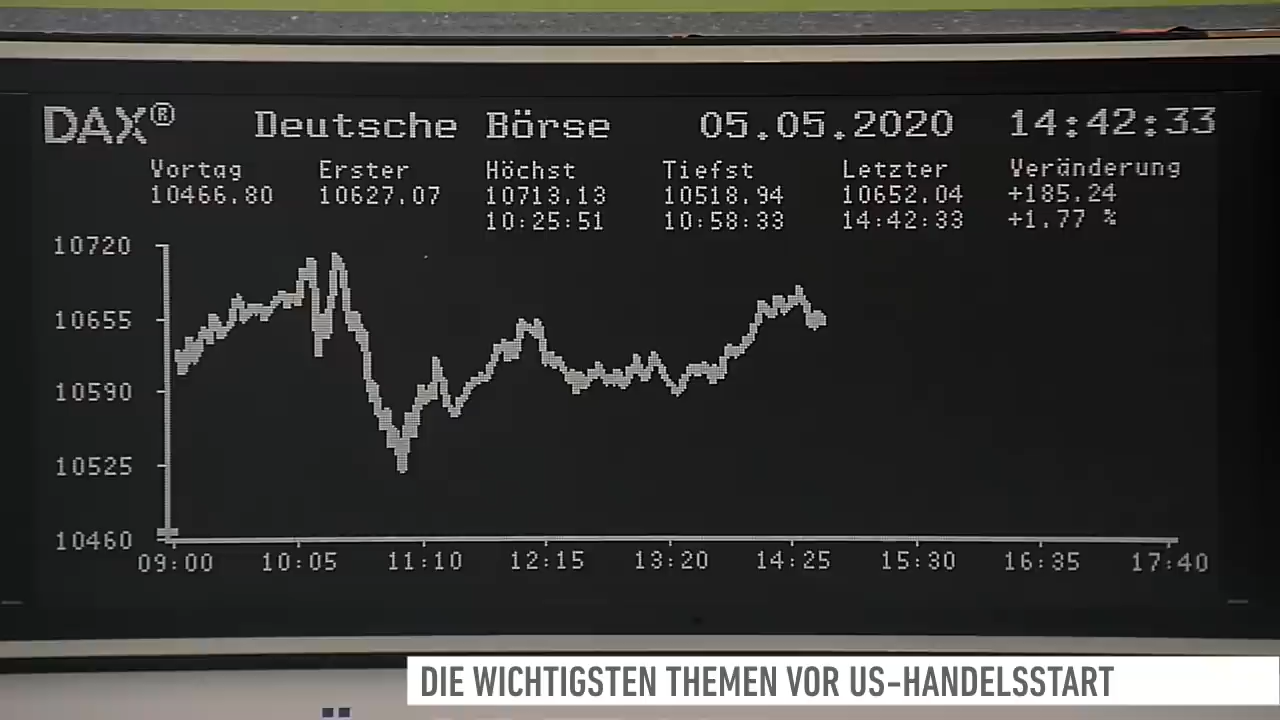 DAX® Deutsche Börse 05.05.2020 14:42:33
Vortag Erster Höchst Tiefst Letzter Veränderung
10466.80 10627.07 10713.13 10518.94 10652.04 +185.24
10:25:51 10:58:33 14:42:33 +1.77 %
10720
10655
10590
10525
10460
09:00 10:05 11:10 12:15 13:20 14:25 15:30 16:35 17:40
DIE WICHTIGSTEN THEMEN VOR US-HANDELSSTART